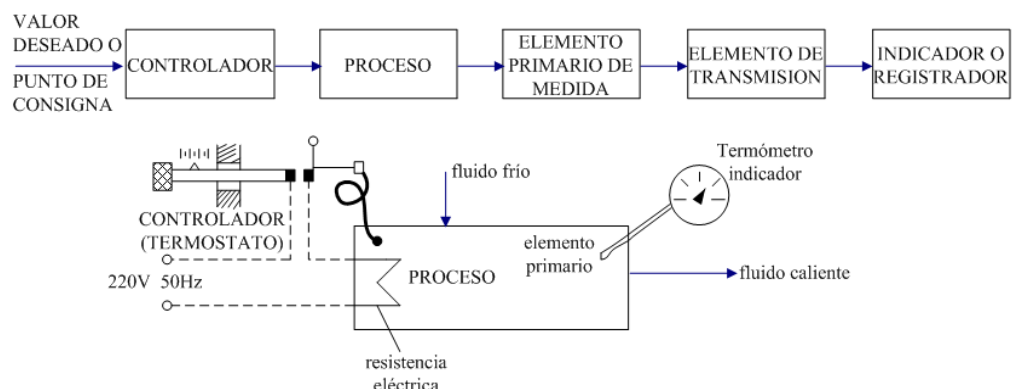 VALOR
DESEADO O
PUNTO DE
CONSIGNA
CONTROLADOR
PROCESO
ELEMENTO
PRIMARIO DE
MEDIDA
ELEMENTO DE
TRANSMISION
INDICADOR O
REGISTRADOR
CONTROLADOR
(TERMOSTATO)
220V 50Hz
fluido frío
PROCESO
elemento
primario
Termómetro
indicador
fluido caliente
resistencia
eléctrica